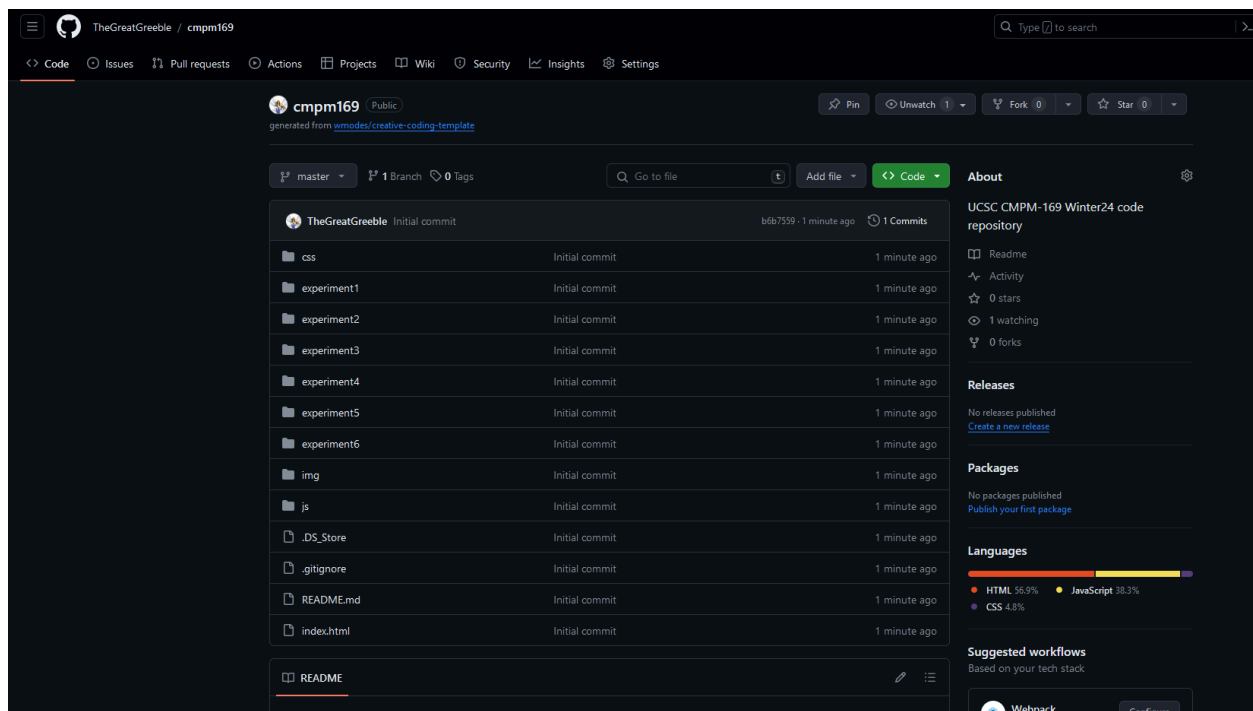 TheGreatGreeble / cmpm169
Type / to search
Code Issues Pull requests Actions Projects Wiki Security Insights Settings
cmpm169 Public
Pin Unwatch 1 Fork 0 Star 0
generated from wmodes/creative-coding-template
master 1 Branch 0 Tags Go to file t Add file Code
TheGreatGreeble Initial commit b6b7559 · 1 minute ago 1 Commits
css Initial commit 1 minute ago
experiment1 Initial commit 1 minute ago
experiment2 Initial commit 1 minute ago
experiment3 Initial commit 1 minute ago
experiment4 Initial commit 1 minute ago
experiment5 Initial commit 1 minute ago
experiment6 Initial commit 1 minute ago
img Initial commit 1 minute ago
js Initial commit 1 minute ago
.DS_Store Initial commit 1 minute ago
.gitignore Initial commit 1 minute ago
README.md Initial commit 1 minute ago
index.html Initial commit 1 minute ago
README
About
UCSC CMPM-169 Winter24 code
repository
Readme
Activity
0 stars
1 watching
0 forks
Releases
No releases published
Create a new release
Packages
No packages published
Publish your first package
Languages
HTML 56.9% JavaScript 38.3%
CSS 4.8%
Suggested workflows
Based on your tech stack
Webpack Configure